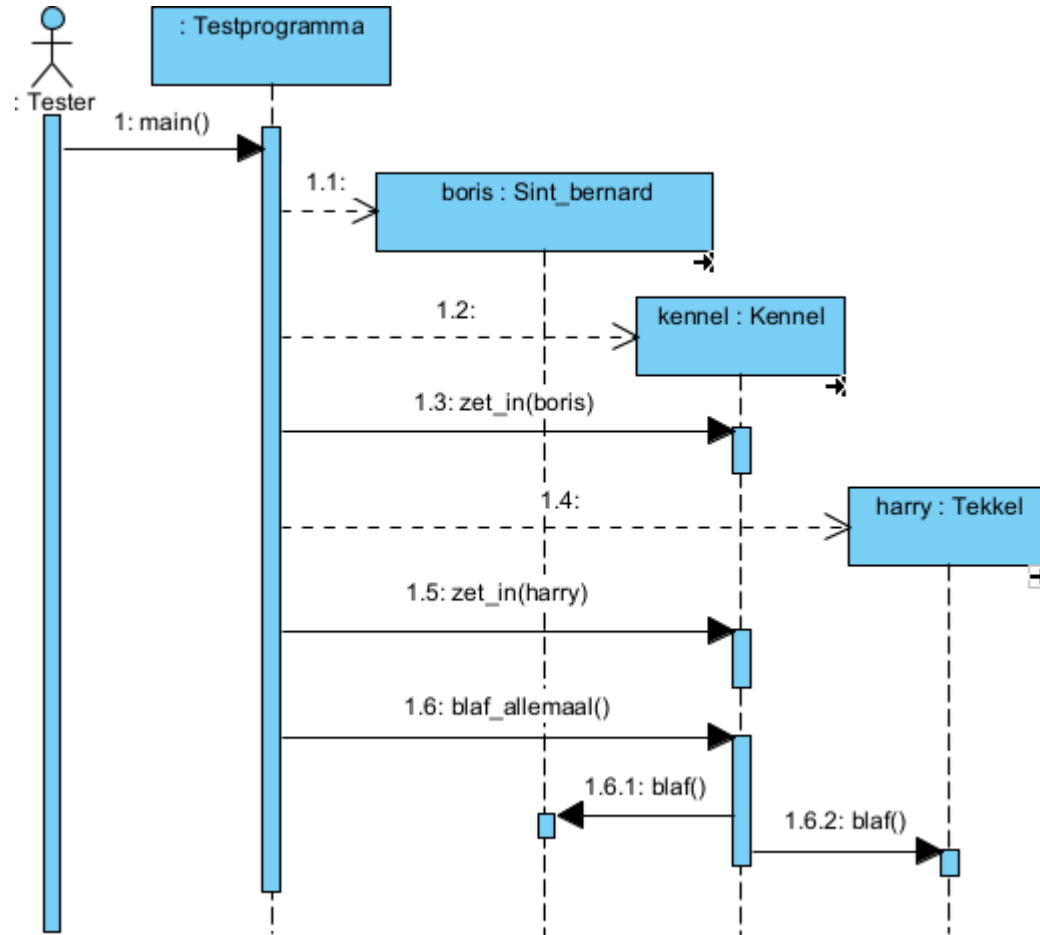 : Testprogramma
: Tester
1: main()
1.1:
boris : Sint_bernard
1.2:
kennel : Kennel
1.3: zet_in(boris)
1.4:
harry : Tekkel
1.5: zet_in(harry)
1.6: blaf_allemaal()
1.6.1: blaf()
1.6.2: blaf()